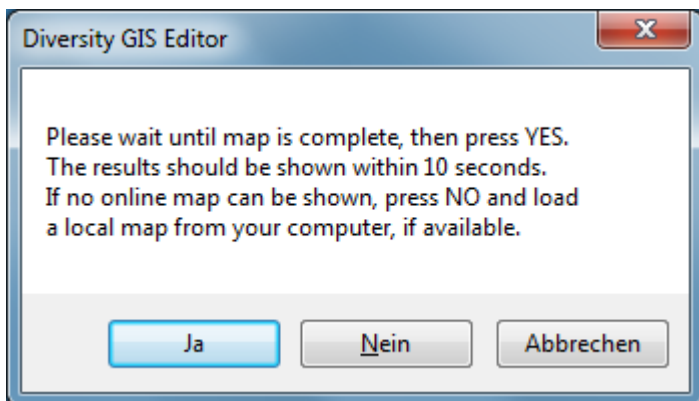 Diversity GIS Editor
Please wait until map is complete, then press YES.
The results should be shown within 10 seconds.
If no online map can be shown, press NO and load
a local map from your computer, if available.
Ja
Nein
Abbrechen